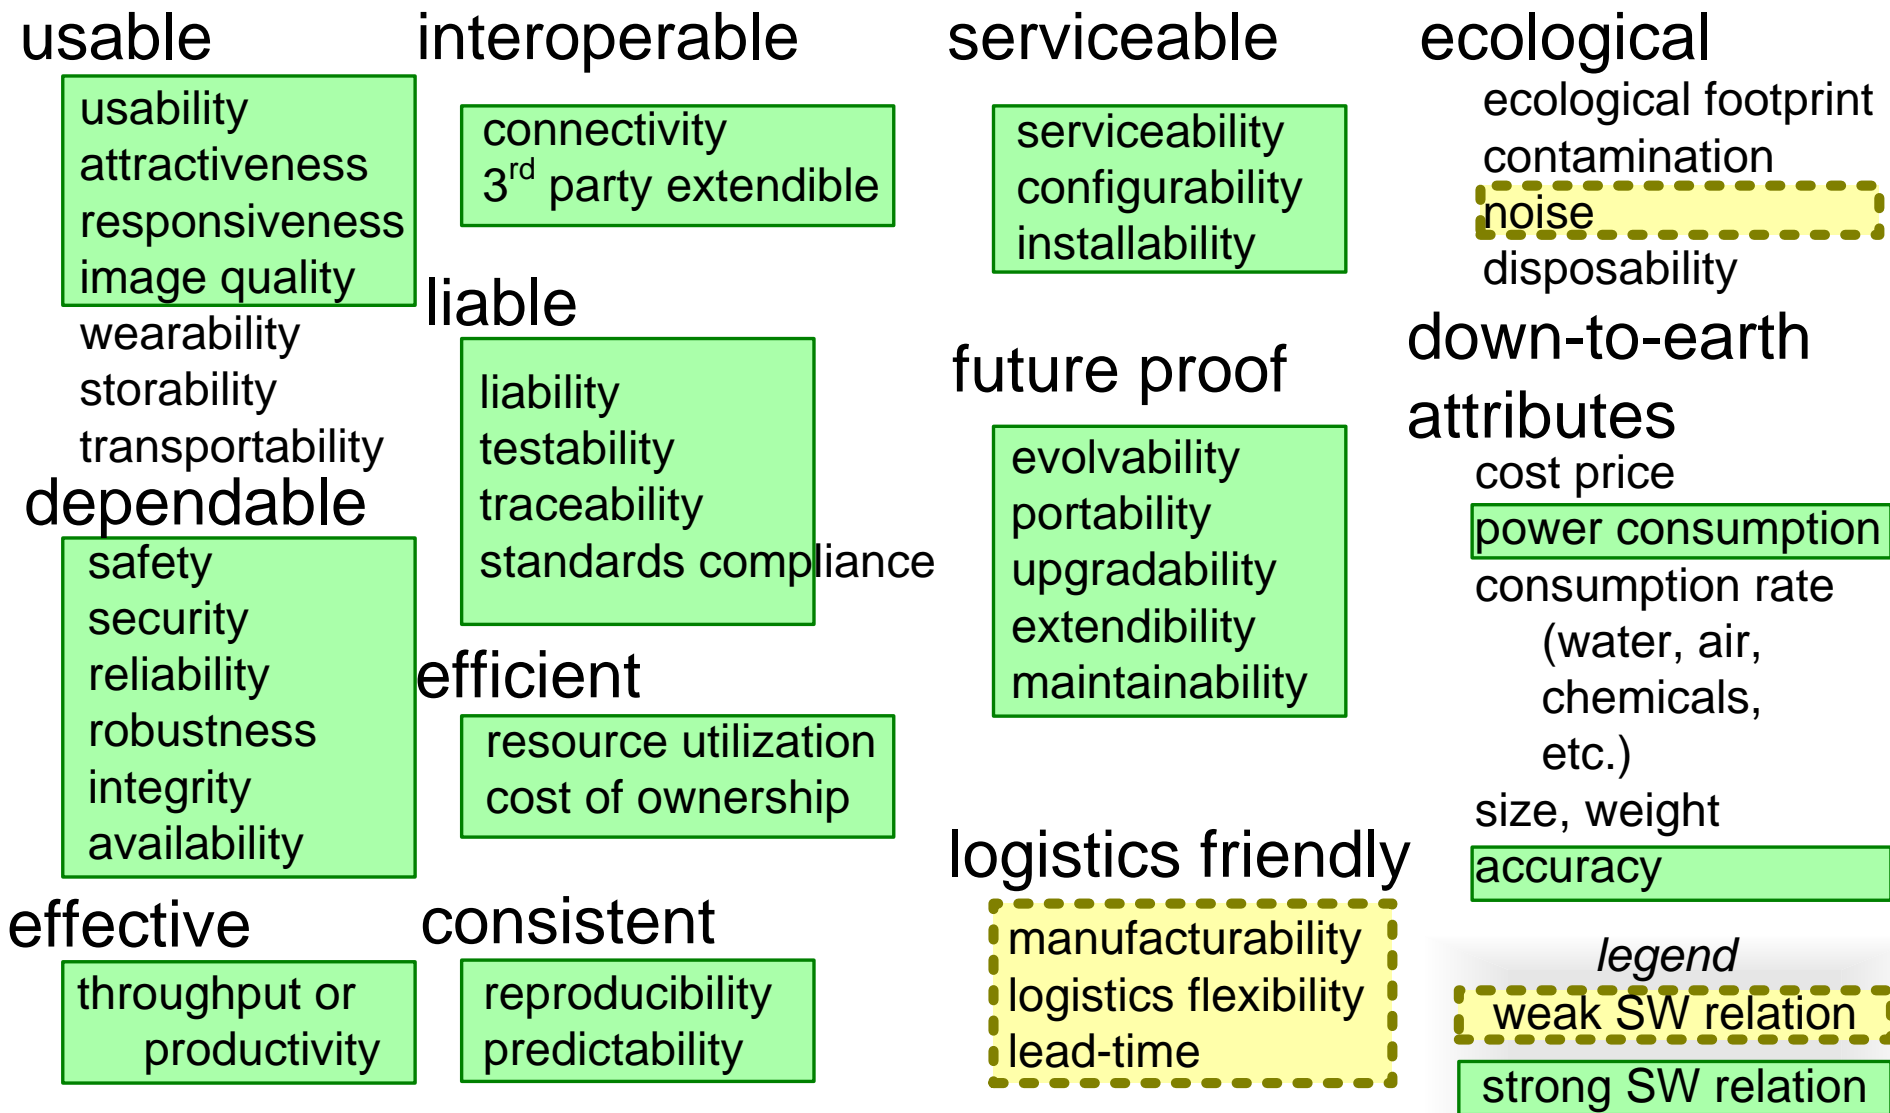 usable
usability
attractiveness
responsiveness
image quality
wearability
storability
transportability
dependable
safety
security
reliability
robustness
integrity
availability
effective
throughput or
productivity
interoperable
connectivity
3rd party extendible
liable
liability
testability
traceability
standards compliance
efficient
resource utilization
cost of ownership
consistent
reproducibility
predictability
serviceable
serviceability
configurability
installability
future proof
evolvability
portability
upgradability
extendibility
maintainability
logistics friendly
manufacturability
logistics flexibility
lead-time
ecological
ecological footprint
contamination
noise
disposability
down-to-earth
attributes
cost price
power consumption
consumption rate
(water, air,
chemicals,
etc.)
size, weight
accuracy
legend
weak SW relation
strong SW relation